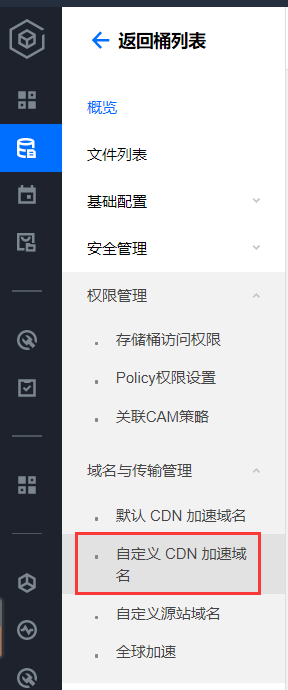 返回桶列表
概览
文件列表
基础配置
安全管理
权限管理
存储桶访问权限
Policy权限设置
关联CAM策略
域名与传输管理
默认 CDN 加速域名
自定义 CDN 加速域
名
自定义源站域名
全球加速